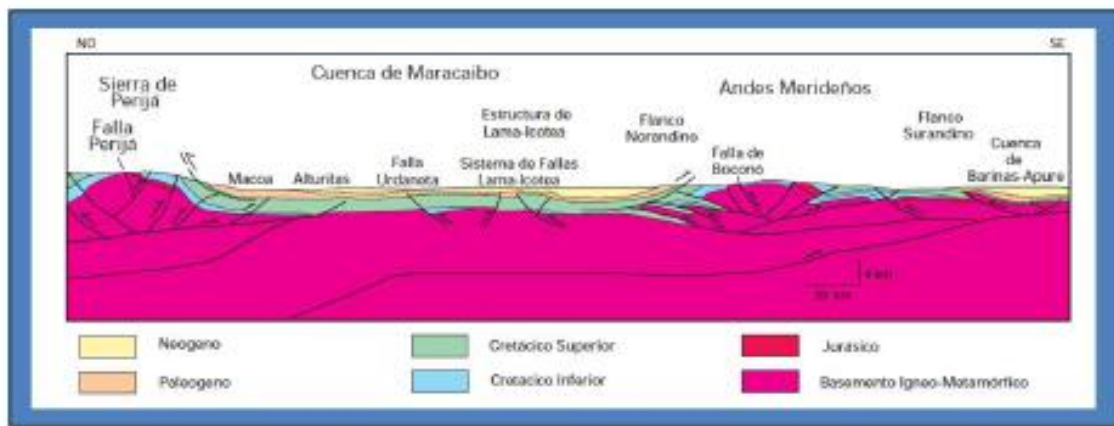 NO
SE
Cuenca de Maracaibo
Sierra de
Perijá
Andes Merideños
Estructura de
Lama-Icotea
Flanco
Norandino
Flanco
Surandino
Falla
Perijá
Falla de
Boconó
Cuenca
de
Barinas-Apure
Macoa
Alturitas
Falla
Urdaneta
Sistema de Fallas
Lama-Icotea
Neogeno
Cretácico Superior
Jurasico
Paleogeno
Cretacico Inferior
Basamento Igneo-Metamórfico